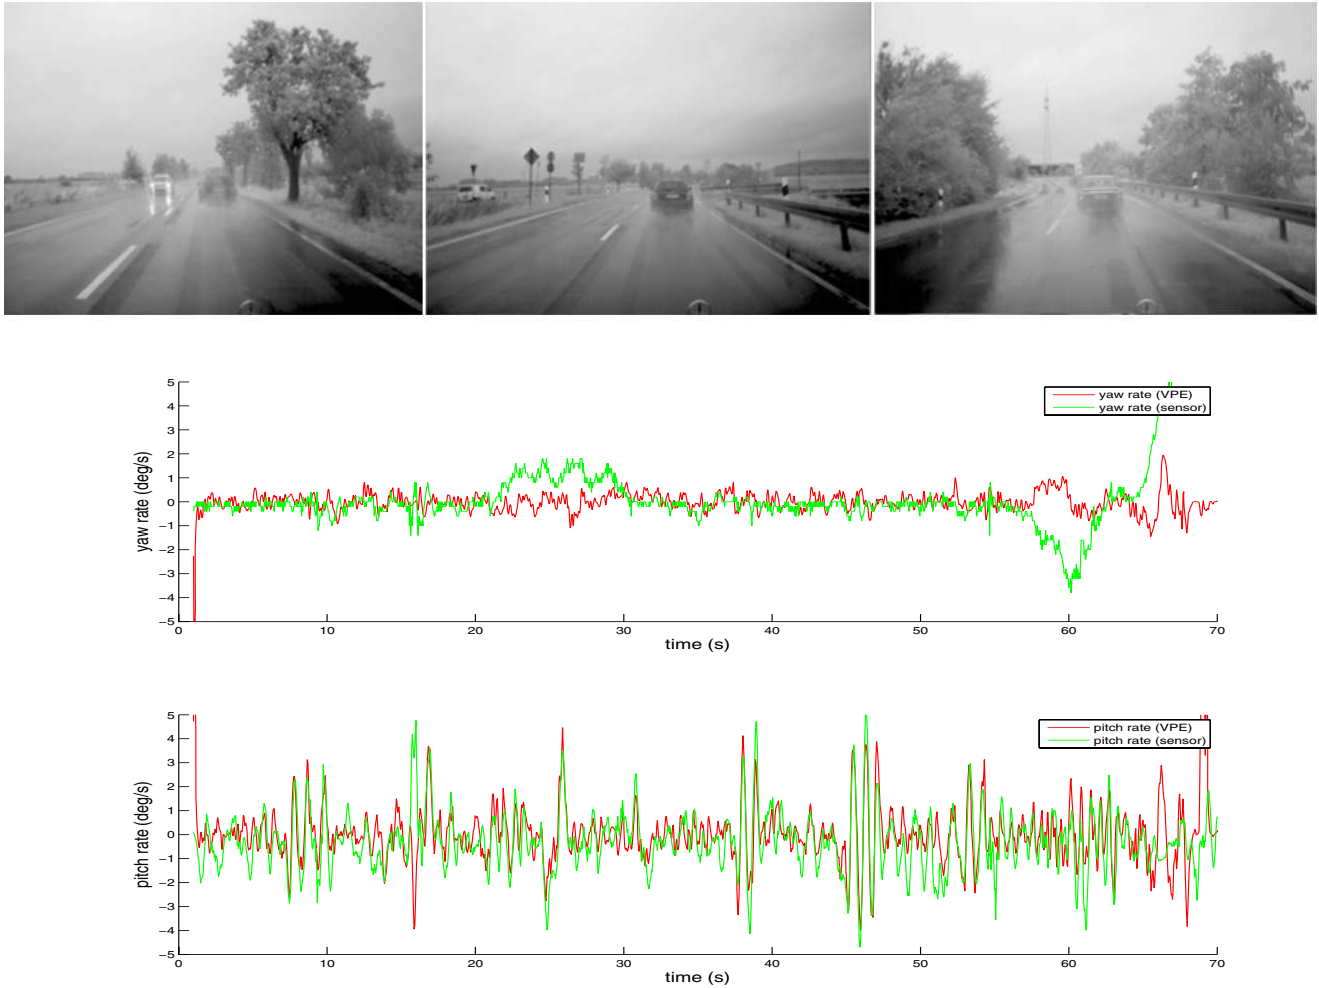 5
4
3
2
1
0
−1
−2
−3
−4
−5
yaw rate (deg/s)
yaw rate (VPE)
yaw rate (sensor)
0 10 20 30 40 50 60 70
time (s)
5
4
3
2
1
0
−1
−2
−3
−4
−5
pitch rate (deg/s)
pitch rate (VPE)
pitch rate (sensor)
0 10 20 30 40 50 60 70
time (s)